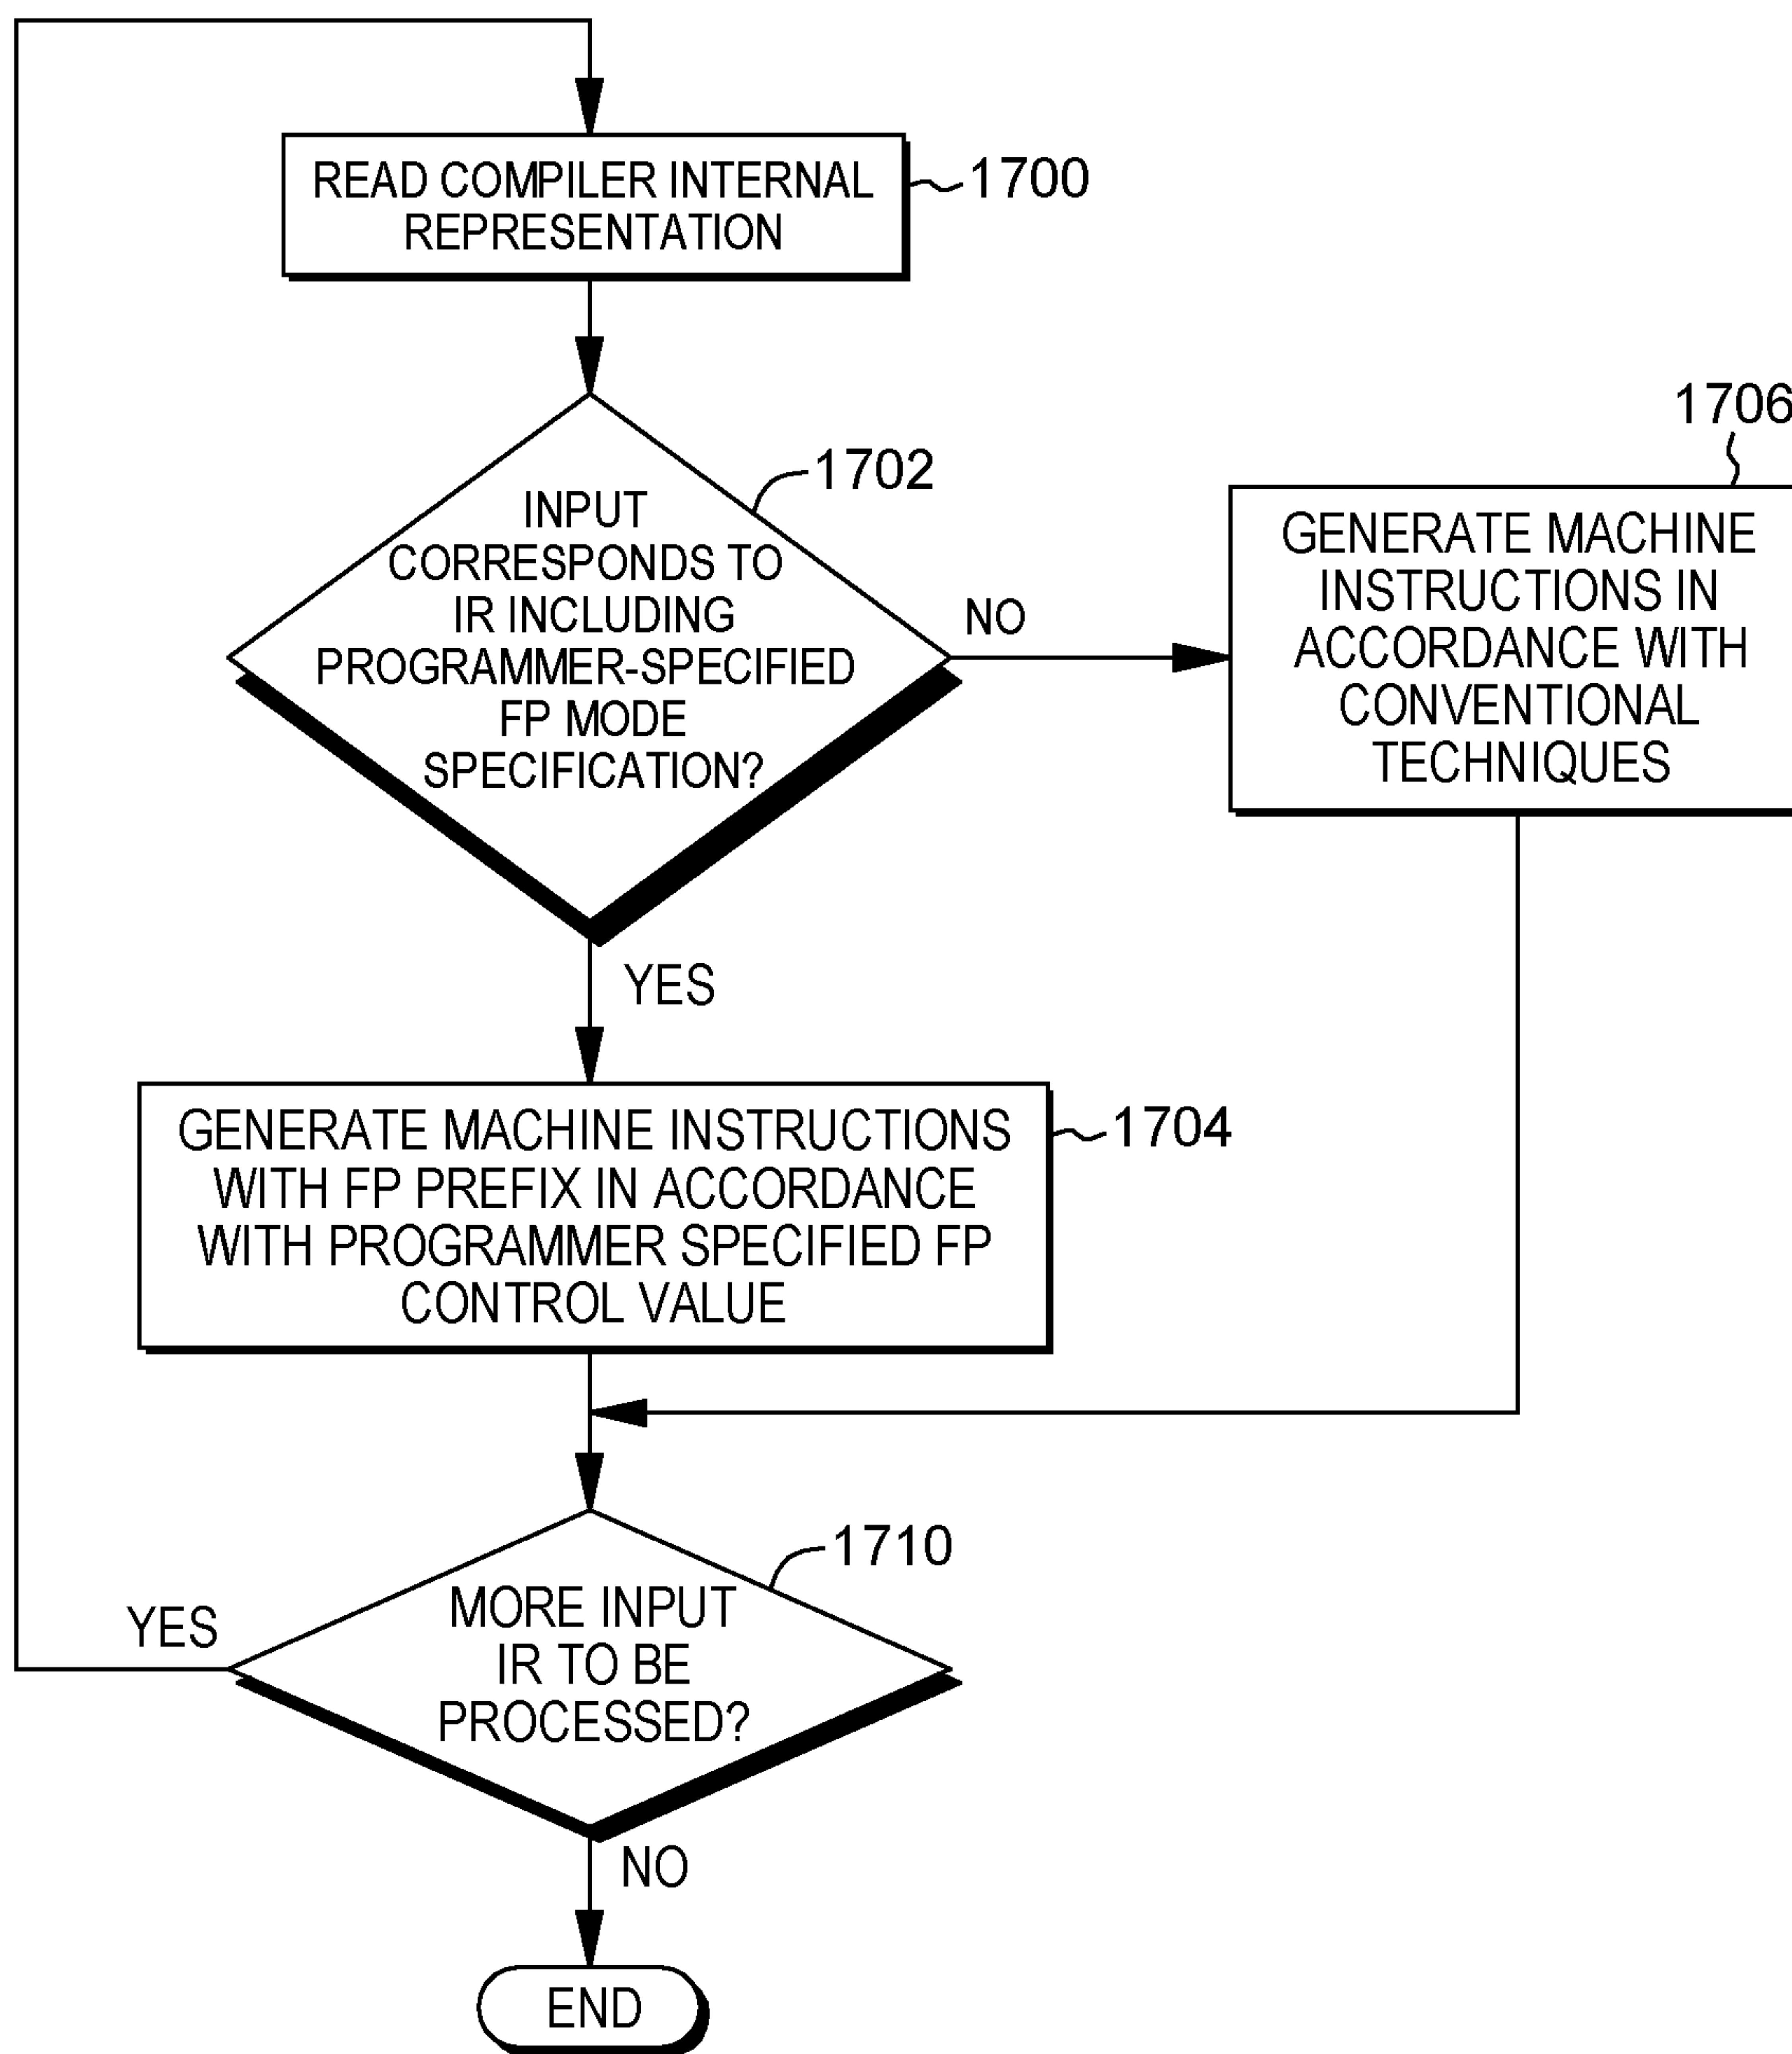 READ COMPILER INTERNAL
REPRESENTATION
1700
1702
INPUT
CORRESPONDS TO
IR INCLUDING
PROGRAMMER-SPECIFIED
FP MODE
SPECIFICATION?
NO
1706
GENERATE MACHINE
INSTRUCTIONS IN
ACCORDANCE WITH
CONVENTIONAL
TECHNIQUES
YES
GENERATE MACHINE INSTRUCTIONS
WITH FP PREFIX IN ACCORDANCE
WITH PROGRAMMER SPECIFIED FP
CONTROL VALUE
1704
1710
MORE INPUT
IR TO BE
PROCESSED?
YES
NO
END